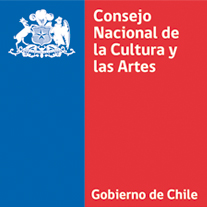 Consejo
Nacional de
la Cultura y
las Artes
Gobierno de Chile